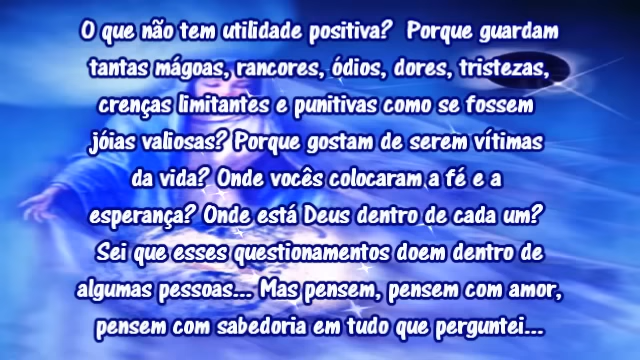 O que não tem utilidade positiva? Porque guardam
tantas mágoas, rancores, ódios, dores, tristezas,
crenças limitantes e punitivas como se fossem
jóias valiosas? Porque gostam de serem vítimas
da vida? Onde vocês colocaram a fé e a
esperança? Onde está Deus dentro de cada um?
Sei que esses questionamentos doem dentro de
algumas pessoas... Mas pensem, pensem com amor,
pensem com sabedoria em tudo que perguntei...